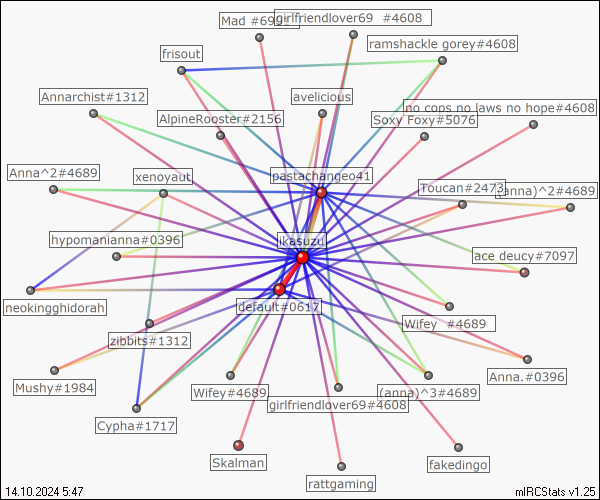 Mad #6991
girlfriendlover69 #4608
ramshackle gorey#4608
frisout
Annarchist#1312
avelicious
no cops no laws no hope#4608
AlpineRooster#2156
Soxy Foxy#5076
Anna^2#4689
xenoyaut
pastachangeo41
Toucan#2473
(anna)^2#4689
hypomanianna#0396
ikasuzu
ace deucy#7097
neokingghidorah
default#0617
zibbits#1312
Wifey #4689
Mushy#1984
Wifey#4689
girlfriendlover69#4608
(anna)^3#4689
Anna.#0396
Cypha#1717
Skalman
rattgaming
fakedingo
14.10.2024 5:47
mIRCStats v1.25